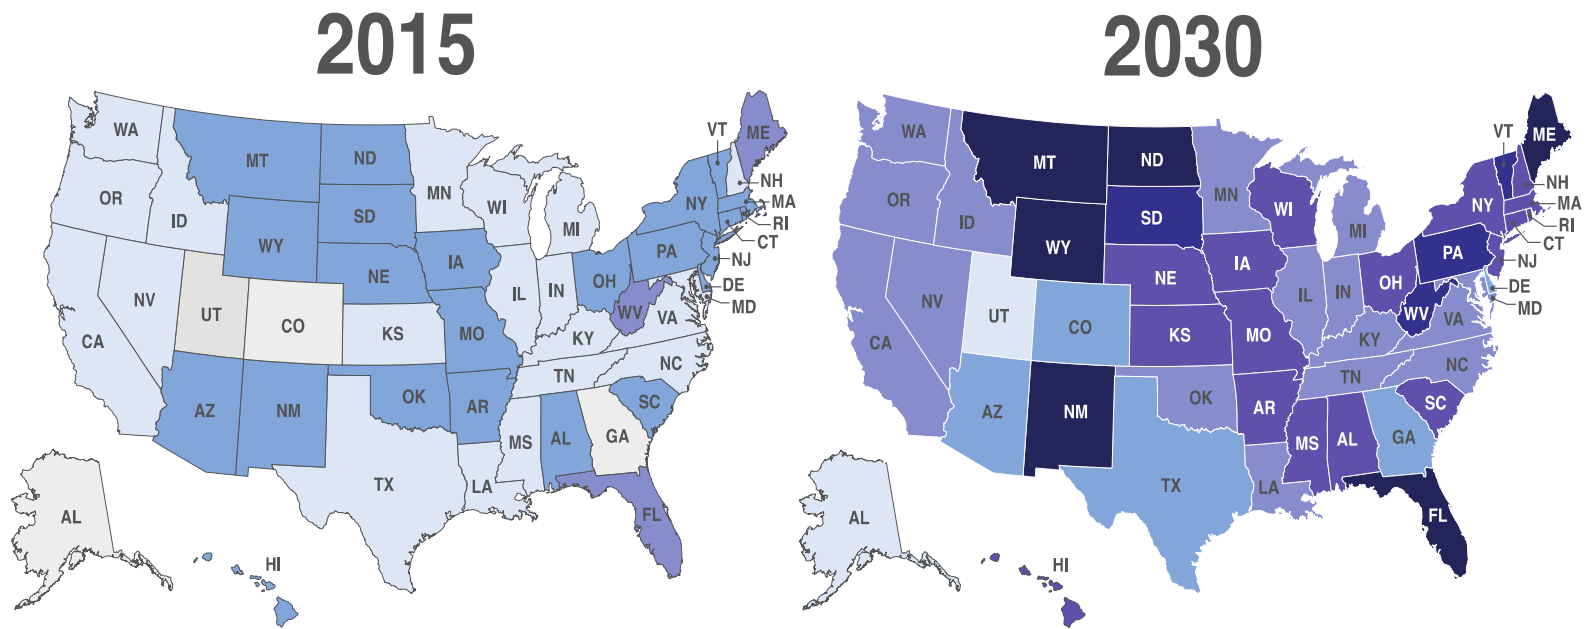 2015
2030
WA
MT
ND
MN
VT
ME
NH
MA
RI
CT
NJ
DE
MD
OR
ID
WY
SD
WI
MI
NY
PA
NV
UT
CO
NE
IA
IL
IN
OH
WV
VA
CA
KS
MO
KY
NC
TN
SC
AZ
NM
OK
AR
MS
AL
GA
TX
LA
FL
AL
HI
WA
MT
ND
MN
VT
ME
NH
MA
RI
CT
NJ
DE
MD
OR
ID
WY
SD
WI
MI
NY
PA
NV
UT
CO
NE
IA
IL
IN
OH
WV
VA
CA
KS
MO
KY
NC
TN
SC
AZ
NM
OK
AR
MS
AL
GA
TX
LA
FL
AL
HI